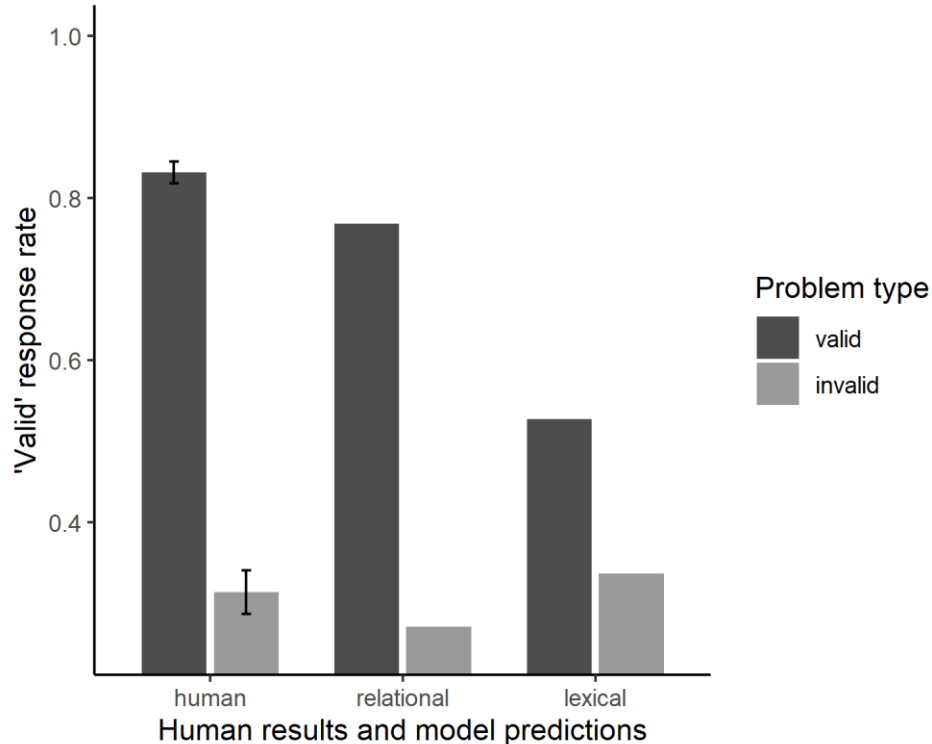 1.0
0.8
0.6
0.4
'Valid' response rate
human
relational
lexical
Human results and model predictions
Problem type
valid
invalid